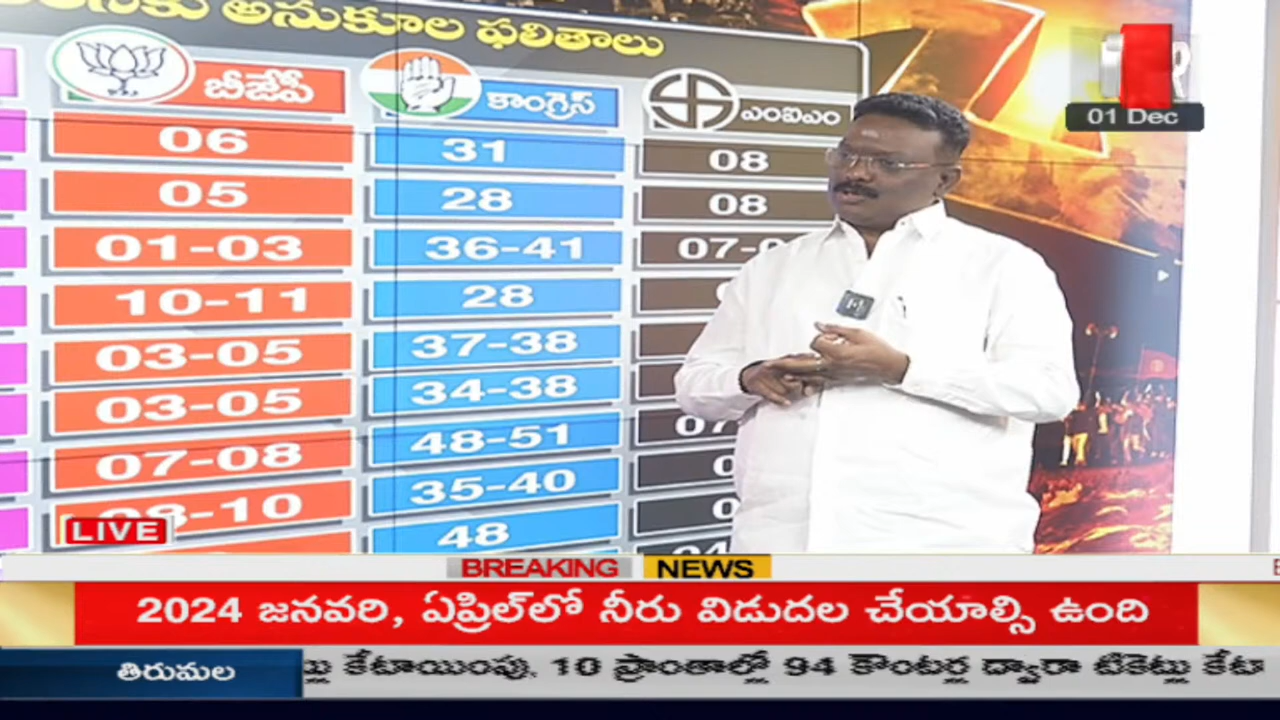 అనుకూల ఫలితాలు
బీజేపీ కాంగ్రెస్ ఎంఐఎం
06 31 08
05 28 08
01-03 36-41
10-11 28
03-05 37-38
03-05 34-38
07-08 48-51
08-10 35-40
48
01 Dec
LIVE
BREAKING NEWS
2024 జనవరి, ఏప్రిల్‌లో నీరు విడుదల చేయాల్సి ఉంది
తిరుమల కేటాయింపు. 10 ప్రాంతాల్లో 94 కౌంటర్ల ద్వారా టికెట్లు కేటా